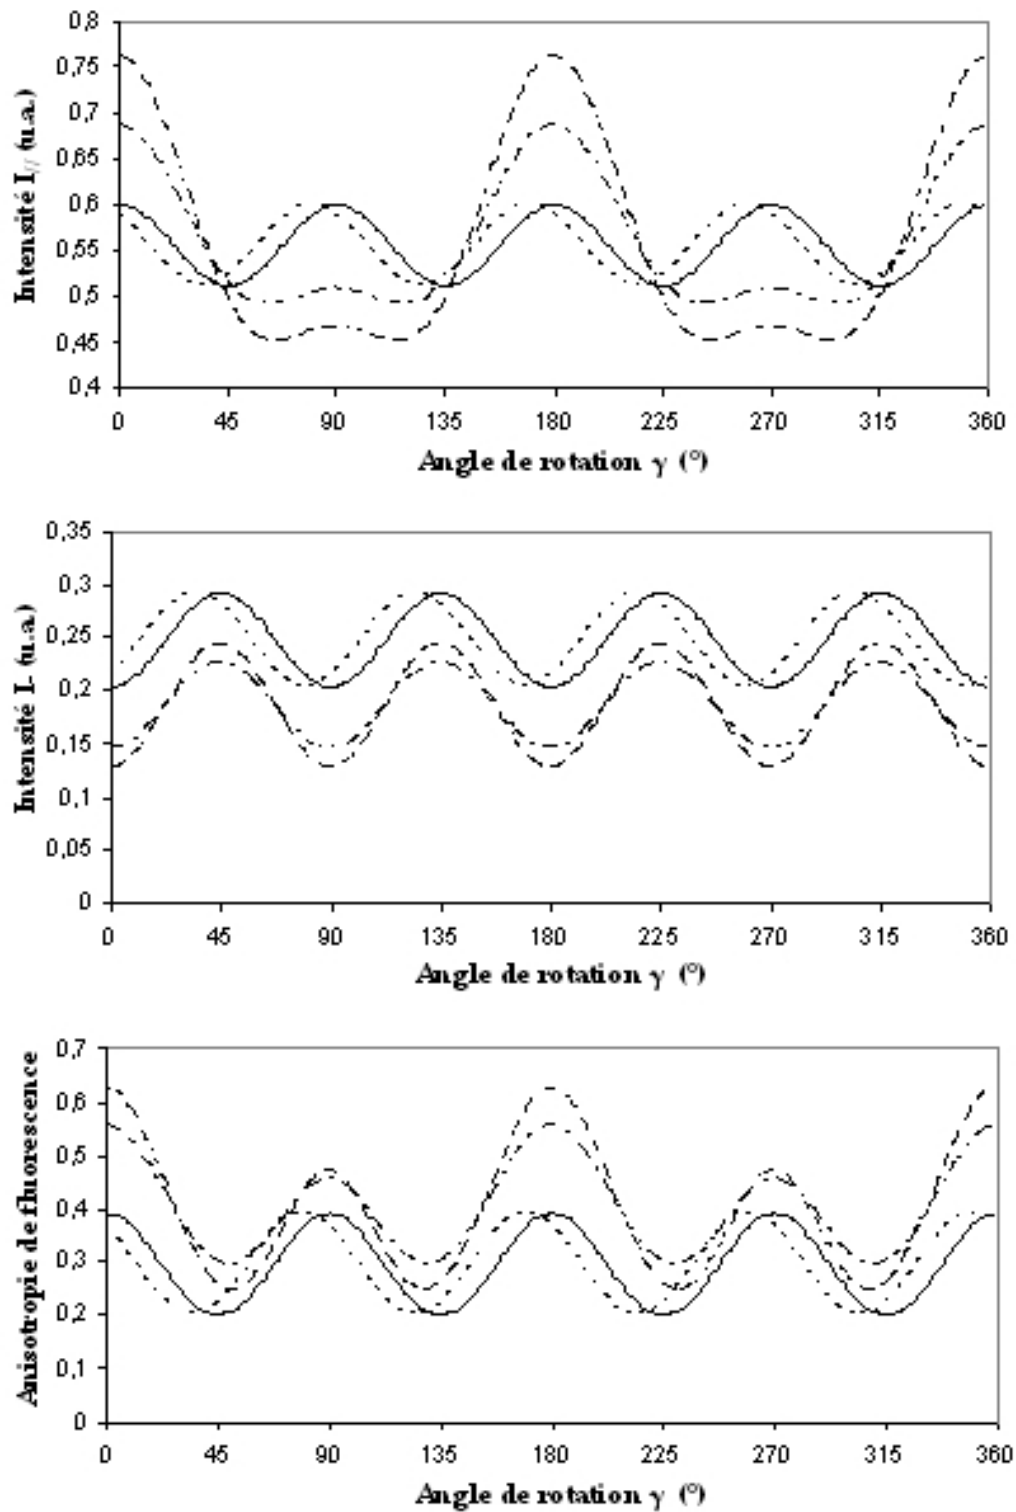 0,8
0,75
0,7
0,65
0,6
0,55
0,5
0,45
0,4
Intensité I// (u.a.)
0 45 90 135 180 225 270 315 360
Angle de rotation γ (°)
0,35
0,3
0,25
0,2
0,15
0,1
0,05
0
Intensité I- (u.a.)
0 45 90 135 180 225 270 315 360
Angle de rotation γ (°)
0,7
0,6
0,5
0,4
0,3
0,2
0,1
0
Anisotropie de fluorescence
0 45 90 135 180 225 270 315 360
Angle de rotation γ (°)